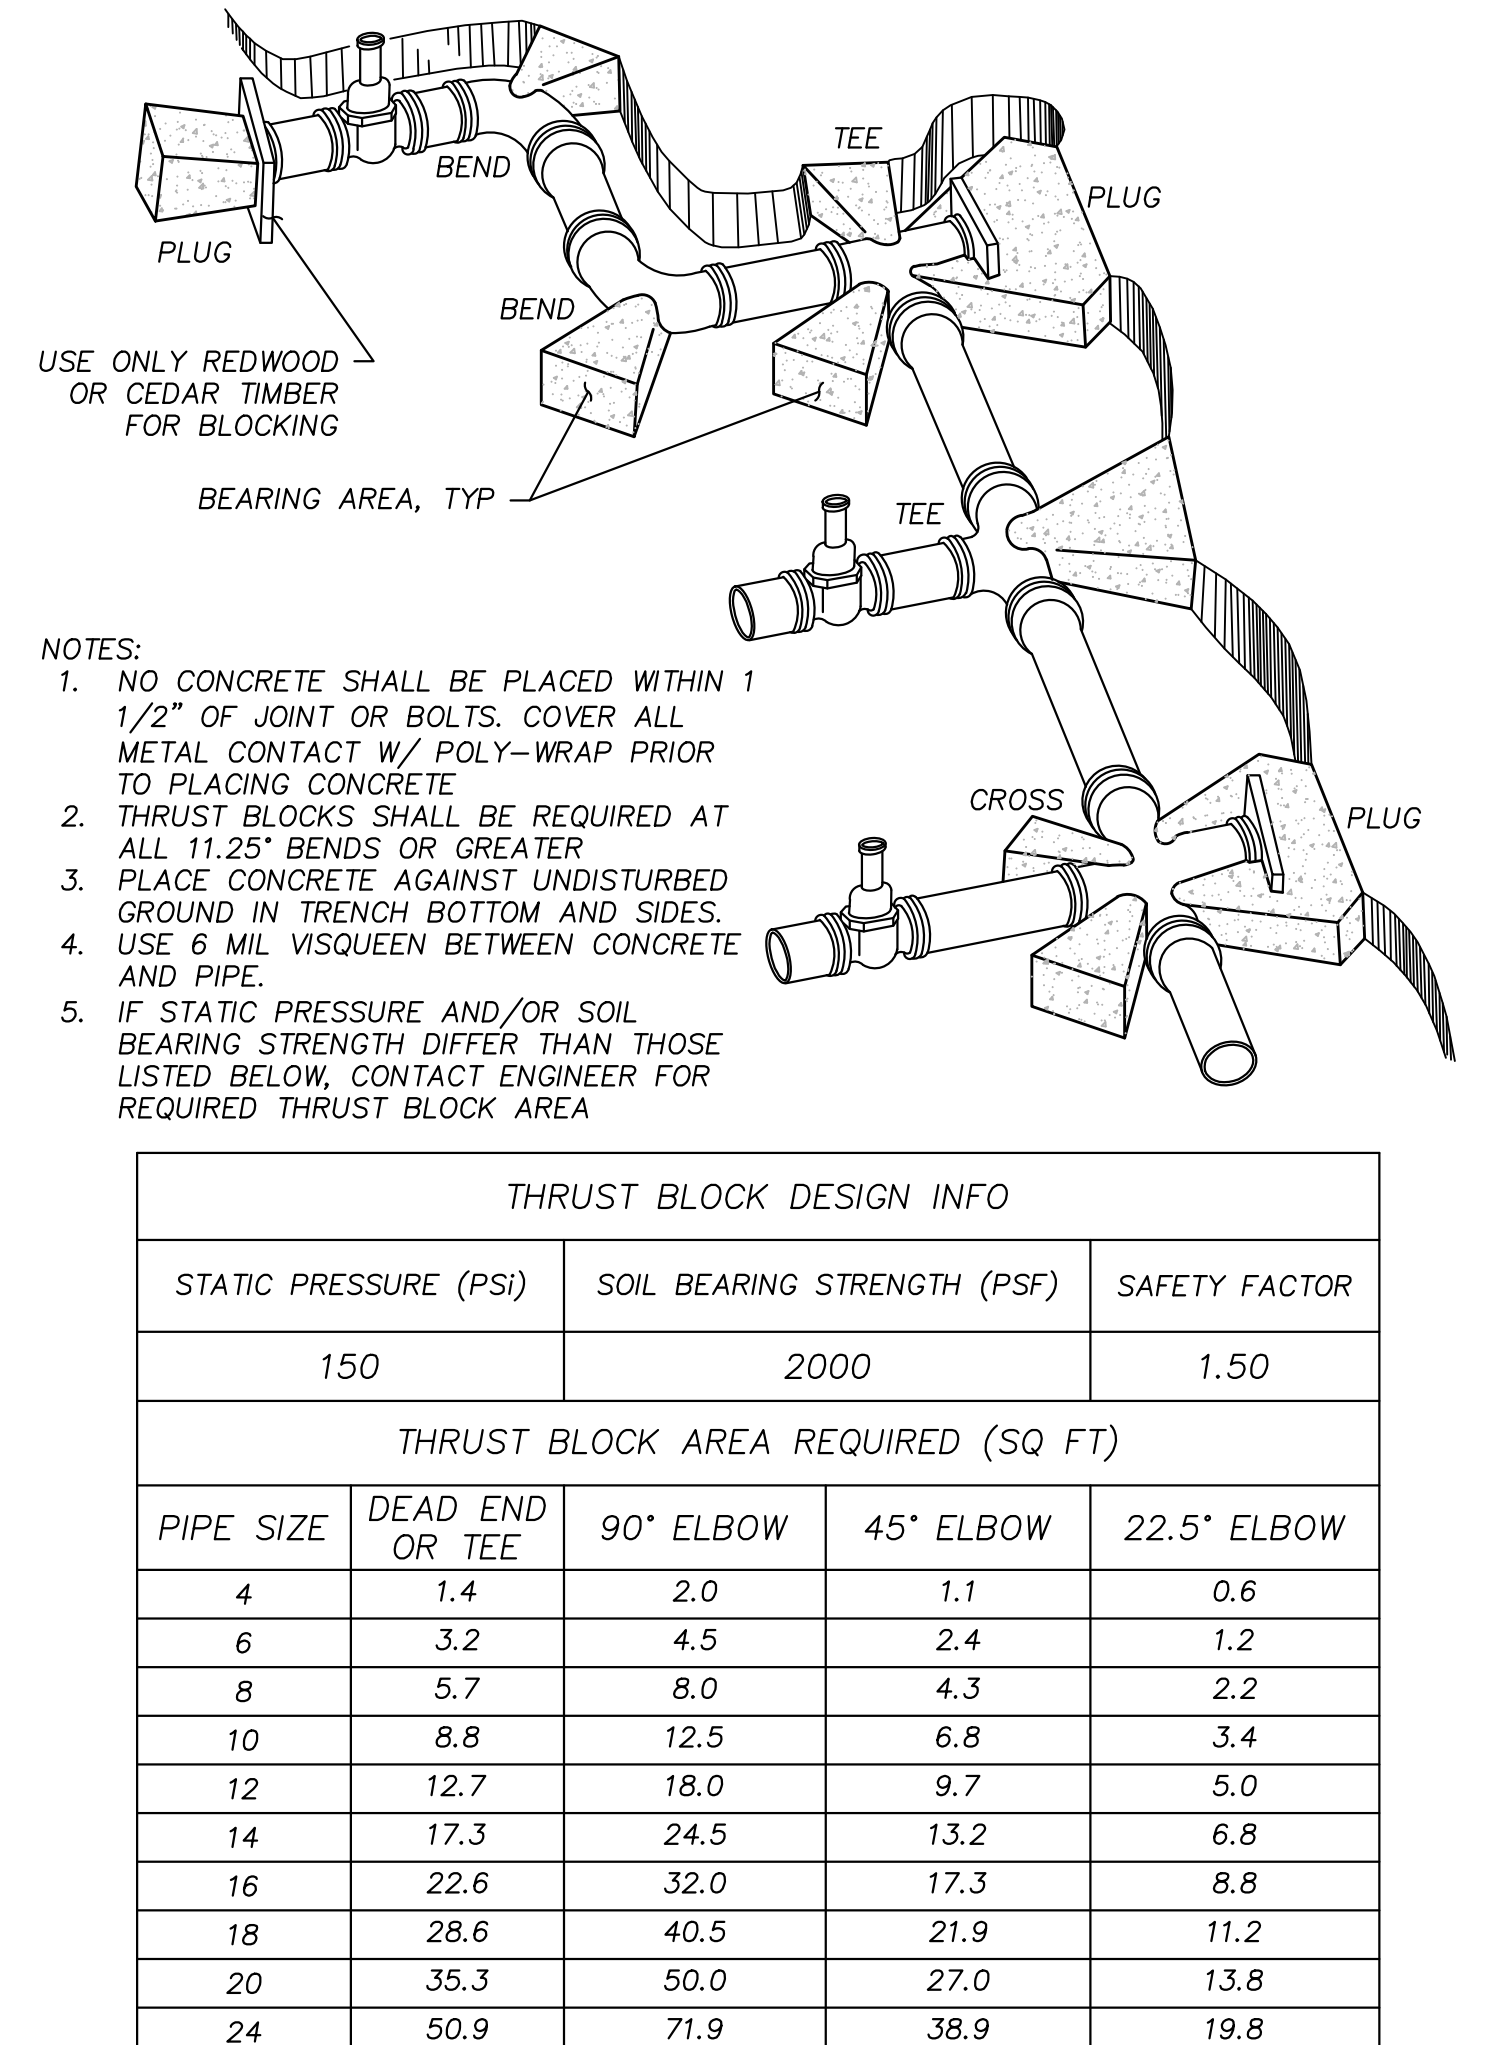 TEE
BEND
PLUG
PLUG
BEND
USE ONLY REDWOOD
OR CEDAR TIMBER
FOR BLOCKING
BEARING AREA, TYP
TEE
NOTES:
1. NO CONCRETE SHALL BE PLACED WITHIN 1
1/2” OF JOINT OR BOLTS. COVER ALL
METAL CONTACT W/ POLY-WRAP PRIOR
TO PLACING CONCRETE
2. THRUST BLOCKS SHALL BE REQUIRED AT
ALL 11.25° BENDS OR GREATER
3. PLACE CONCRETE AGAINST UNDISTURBED
GROUND IN TRENCH BOTTOM AND SIDES.
4. USE 6 MIL VISQUEEN BETWEEN CONCRETE
AND PIPE.
5. IF STATIC PRESSURE AND/OR SOIL
BEARING STRENGTH DIFFER THAN THOSE
LISTED BELOW, CONTACT ENGINEER FOR
REQUIRED THRUST BLOCK AREA
CROSS
PLUG
THRUST BLOCK DESIGN INFO
STATIC PRESSURE (PSi) SOIL BEARING STRENGTH (PSF) SAFETY FACTOR
150 2000 1.50
THRUST BLOCK AREA REQUIRED (SQ FT)
PIPE SIZE DEAD END OR TEE 90° ELBOW 45° ELBOW 22.5° ELBOW
4 1.4 2.0 1.1 0.6
6 3.2 4.5 2.4 1.2
8 5.7 8.0 4.3 2.2
10 8.8 12.5 6.8 3.4
12 12.7 18.0 9.7 5.0
14 17.3 24.5 13.2 6.8
16 22.6 32.0 17.3 8.8
18 28.6 40.5 21.9 11.2
20 35.3 50.0 27.0 13.8
24 50.9 71.9 38.9 19.8